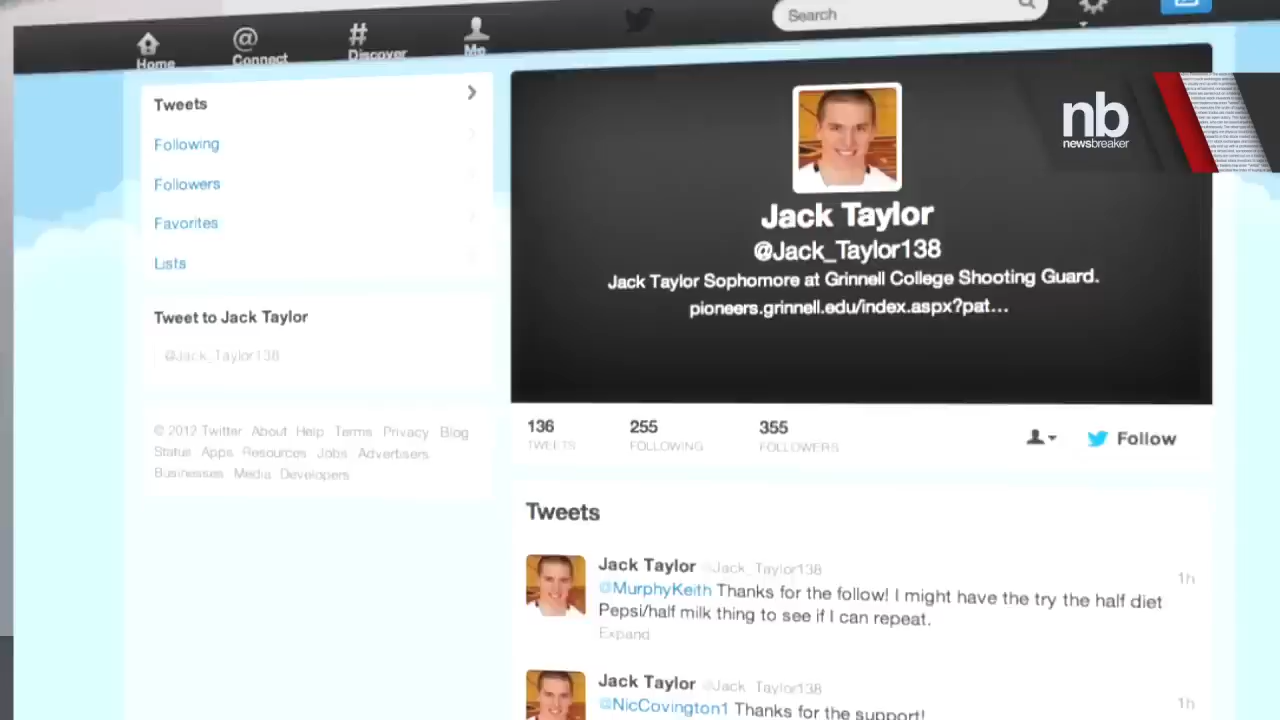 Home
@ Connect
# Discover
Me
Search
nb
newsbreaker
Tweets
Following
Followers
Favorites
Lists
Tweet to Jack Taylor
@Jack_Taylor138
© 2012 Twitter About Help Terms Privacy Blog
Status Apps Resources Jobs Advertisers
Businesses Media Developers
Jack Taylor
@Jack_Taylor138
Jack Taylor Sophomore at Grinnell College Shooting Guard.
pioneers.grinnell.edu/index.aspx?pat...
136
TWEETS
255
FOLLOWING
355
FOLLOWERS
Follow
Tweets
Jack Taylor @Jack_Taylor138 1h
@MurphyKeith Thanks for the follow! I might have the try the half diet
Pepsi/half milk thing to see if I can repeat.
Expand
Jack Taylor @Jack_Taylor138 1h
@NicCovington1 Thanks for the support!